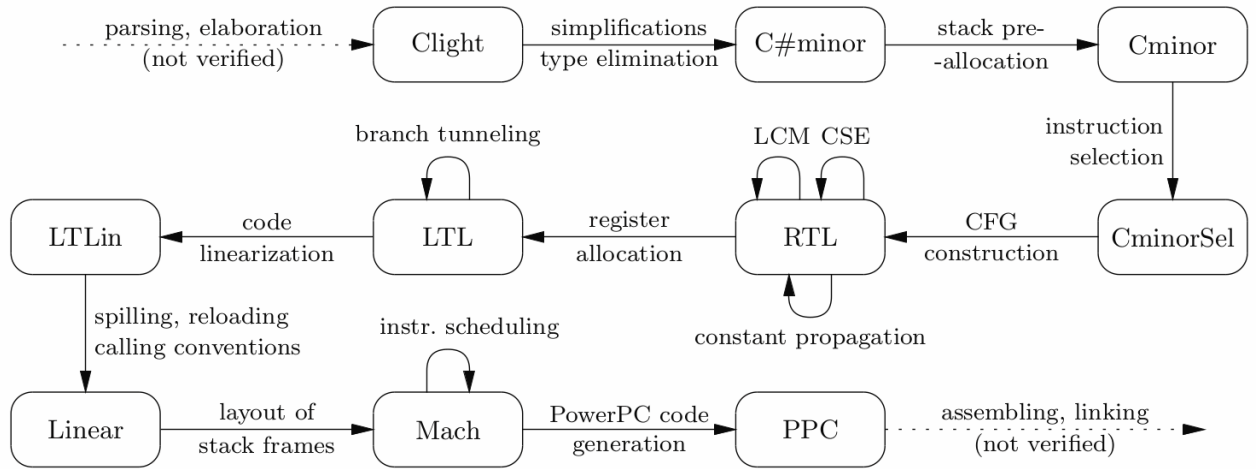 parsing, elaboration
(not verified)
Clight
simplifications
type elimination
C#minor
stack pre-
-allocation
Cminor
instruction
selection
branch tunneling
LCM CSE
LTLin
code
linearization
LTL
register
allocation
RTL
CFG
construction
CminorSel
constant propagation
spilling, reloading
calling conventions
instr. scheduling
Linear
layout of
stack frames
Mach
PowerPC code
generation
PPC
assembling, linking
(not verified)